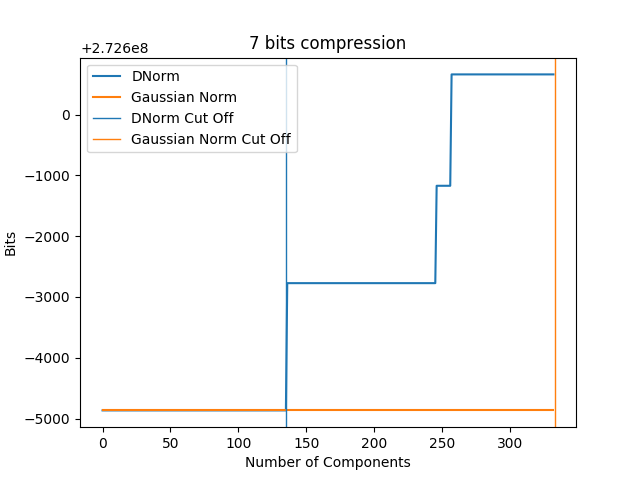 7 bits compression
+2.726e8
DNorm
Gaussian Norm
DNorm Cut Off
Gaussian Norm Cut Off
Bits
0
−1000
−2000
−3000
−4000
−5000
0 50 100 150 200 250 300
Number of Components